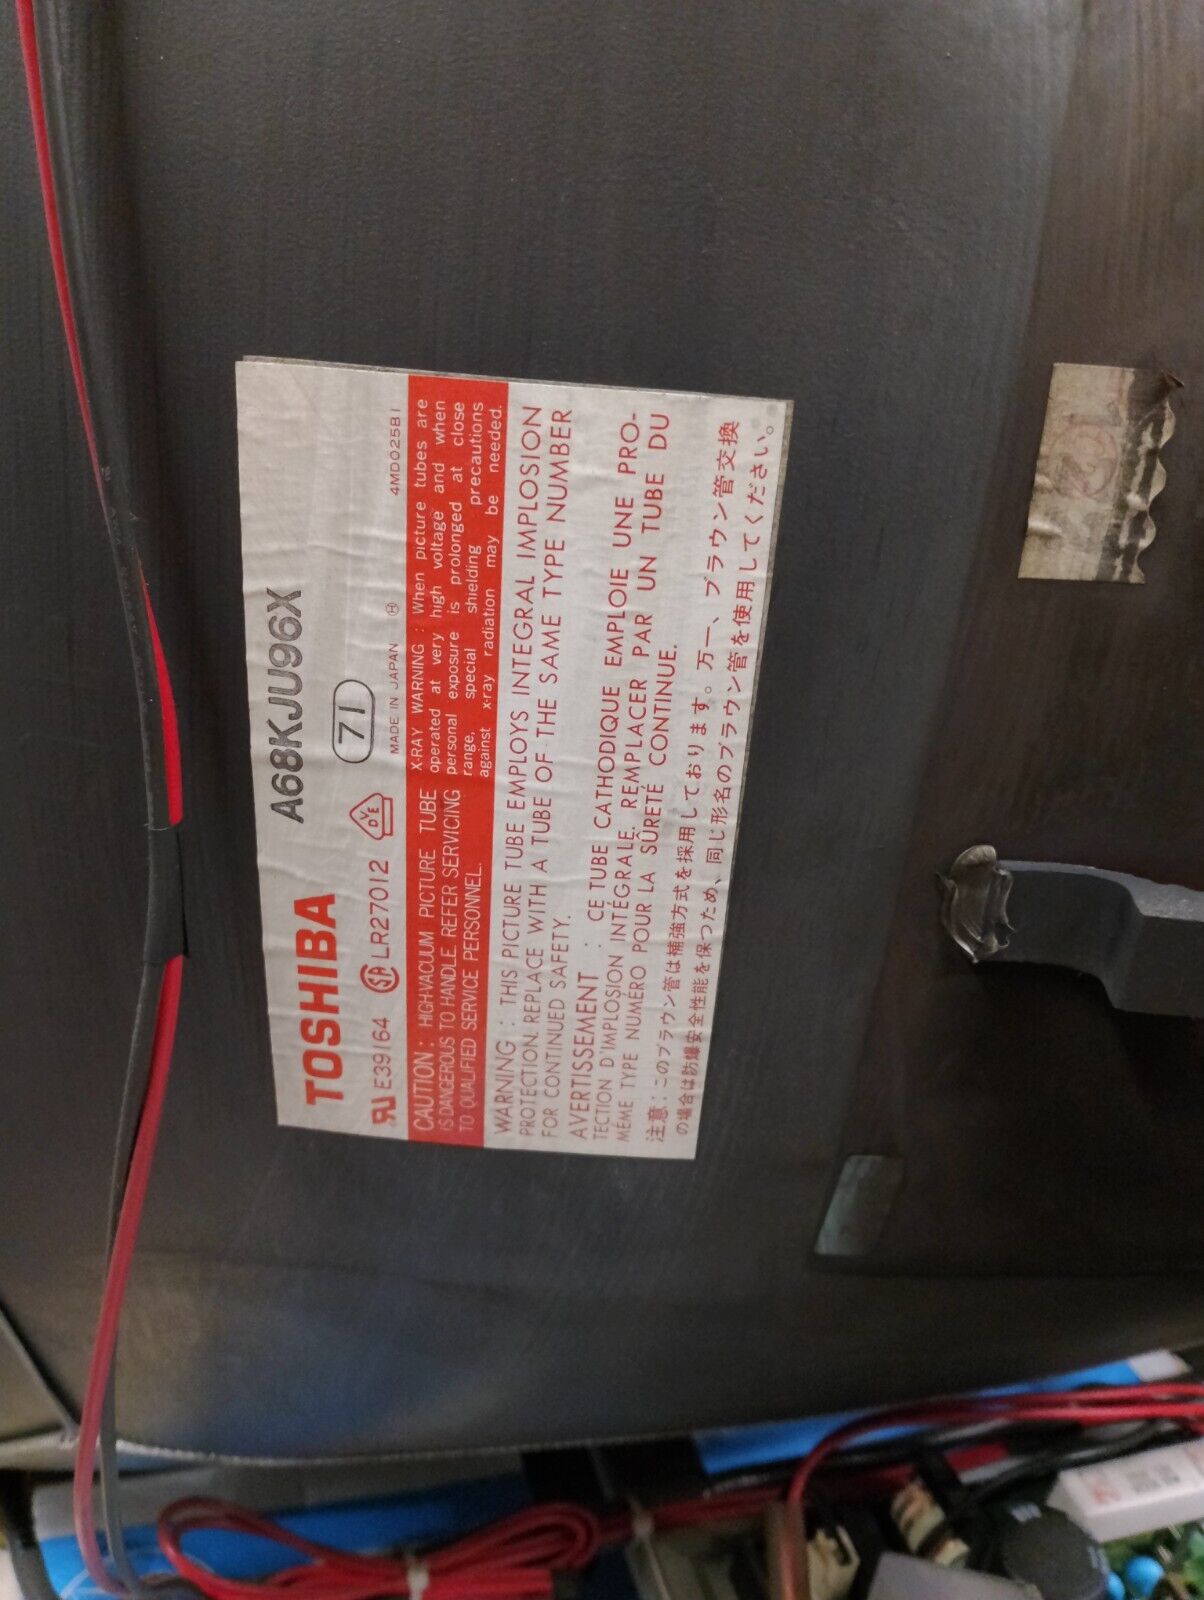 TOSHIBA A68KJU96X
E39164 SA LR27012 DVE 71
MADE IN JAPAN H 4MD025B1
CAUTION : HIGH-VACUUM PICTURE TUBE
IS DANGEROUS TO HANDLE. REFER SERVICING
TO QUALIFIED SERVICE PERSONNEL.
X-RAY WARNING : When picture tubes are
operated at very high voltage and when
personal exposure is prolonged at close
range, special shielding precautions
against x-ray radiation may be needed.
WARNING : THIS PICTURE TUBE EMPLOYS INTEGRAL IMPLOSION
PROTECTION. REPLACE WITH A TUBE OF THE SAME TYPE NUMBER
FOR CONTINUED SAFETY.
AVERTISSEMENT : CE TUBE CATHODIQUE EMPLOIE UNE PRO-
TECTION D'IMPLOSION INTÉGRALE. REMPLACER PAR UN TUBE DU
MÊME TYPE NUMÉRO POUR LA SÛRETÉ CONTINUE.
注意：このブラウン管は補強方式を採用しております。万一、ブラウン管交換
の場合は防爆安全性能を保つため、同じ形名のブラウン管を使用してください。